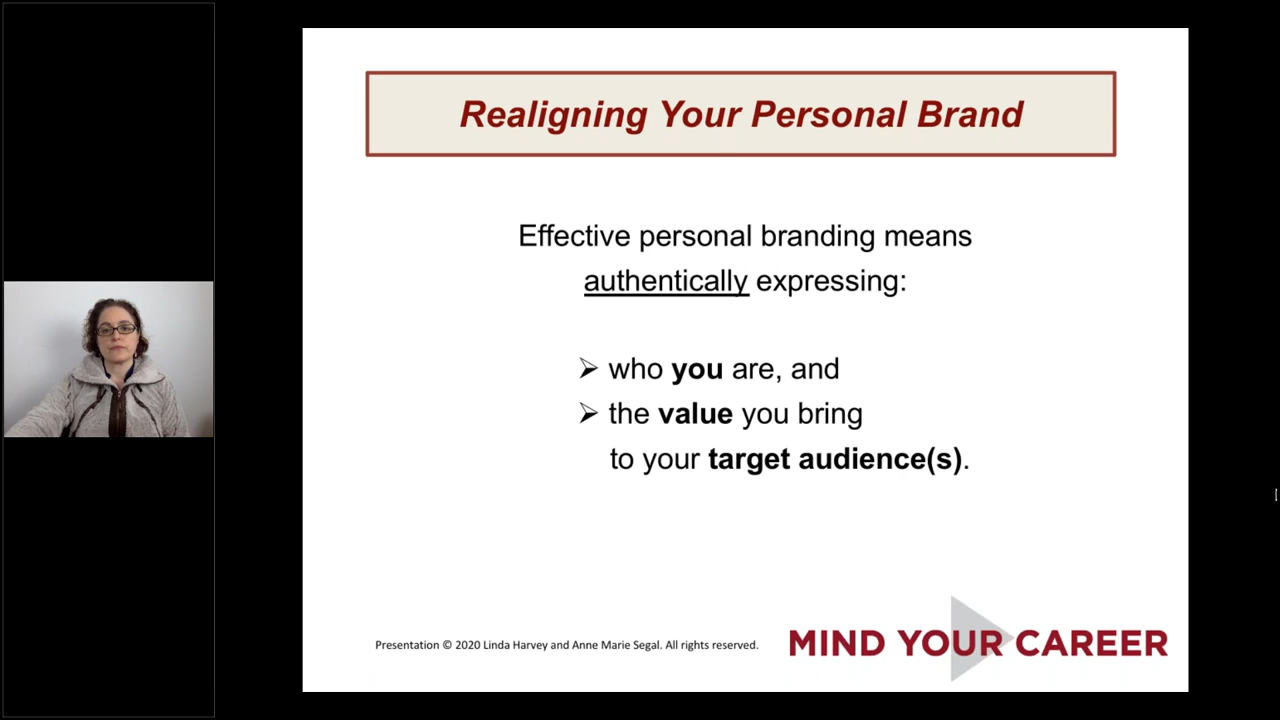 Realigning Your Personal Brand
Effective personal branding means
authentically expressing:
➢ who you are, and
➢ the value you bring
to your target audience(s).
Presentation © 2020 Linda Harvey and Anne Marie Segal. All rights reserved.
MIND YOUR CAREER